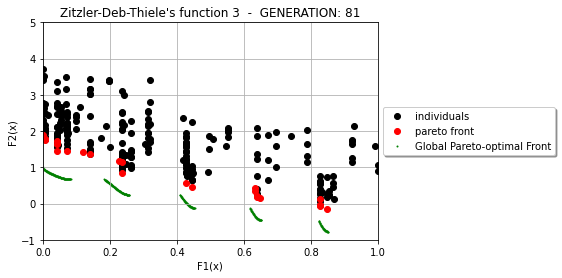 Zitzler-Deb-Thiele's function 3 - GENERATION: 81
5
4
3
2
1
0
−1
F2(x)
0.0 0.2 0.4 0.6 0.8 1.0
F1(x)
individuals
pareto front
Global Pareto-optimal Front